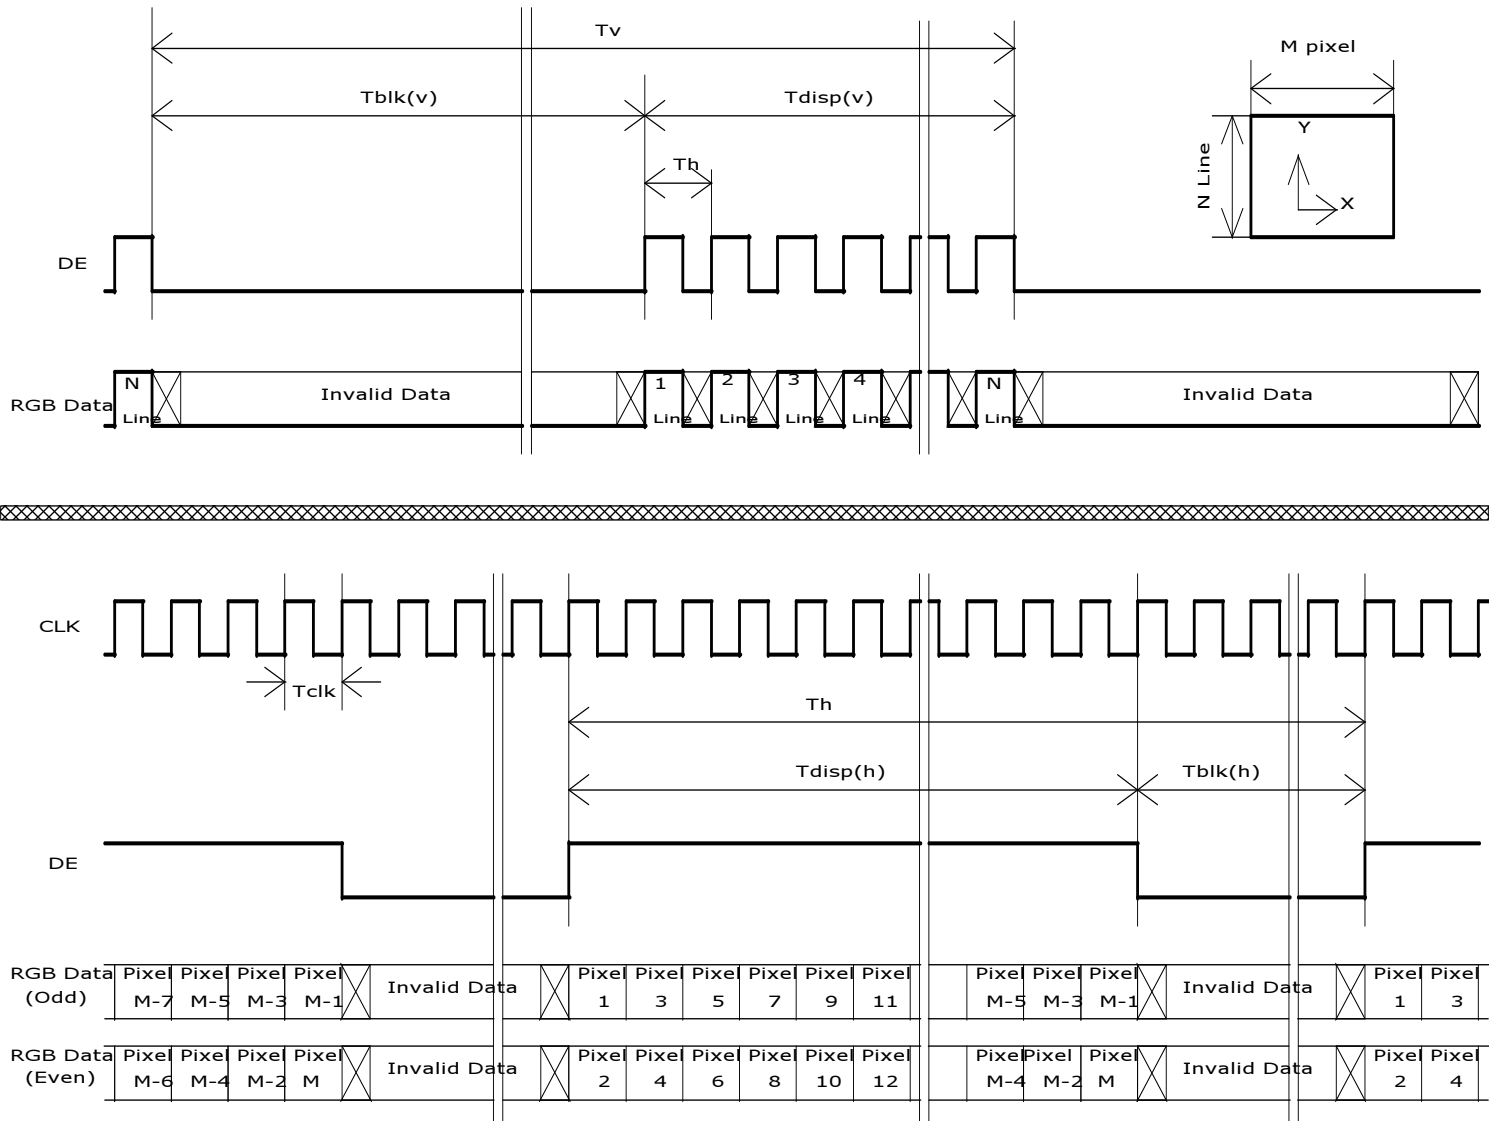 Tv
M pixel
Tblk(v)
Tdisp(v)
Y
Th
N Line
X
DE
RGB Data
N Line
Invalid Data
1 Line
2 Line
3 Line
4 Line
N Line
Invalid Data
CLK
Tclk
Th
Tdisp(h)
Tblk(h)
DE
RGB Data (Odd)
Pixel M-7
Pixel M-5
Pixel M-3
Pixel M-1
Invalid Data
Pixel 1
Pixel 3
Pixel 5
Pixel 7
Pixel 9
Pixel 11
Pixel M-5
Pixel M-3
Pixel M-1
Invalid Data
Pixel 1
Pixel 3
RGB Data (Even)
Pixel M-6
Pixel M-4
Pixel M-2
Pixel M
Invalid Data
Pixel 2
Pixel 4
Pixel 6
Pixel 8
Pixel 10
Pixel 12
Pixel M-4
Pixel M-2
Pixel M
Invalid Data
Pixel 2
Pixel 4